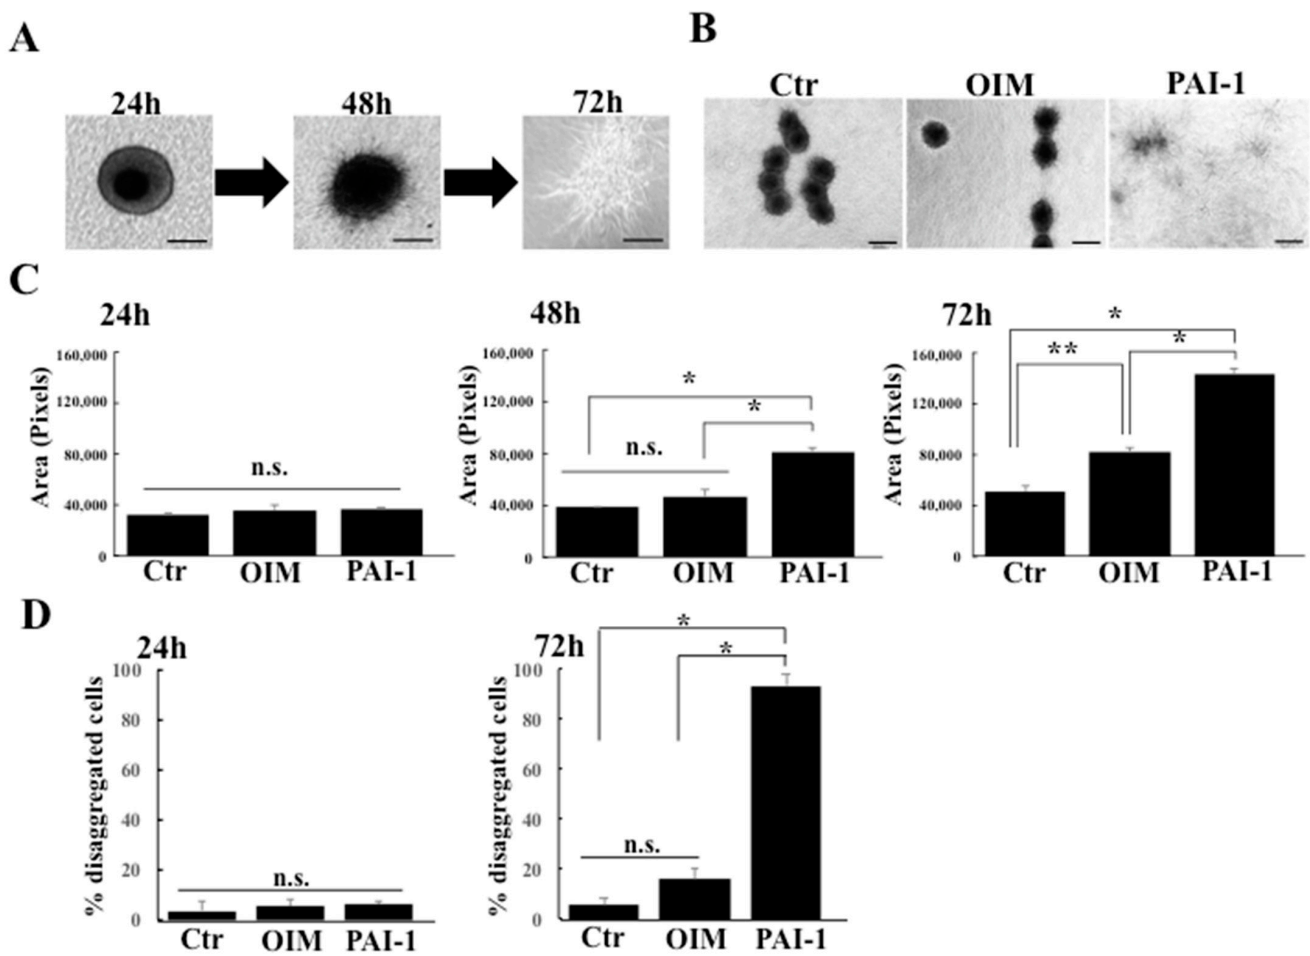 A
B
24h 48h 72h
Ctr OIM PAI-1
C
24h 48h 72h
Area (Pixels)
160,000
120,000
80,000
40,000
0
n.s.
Ctr OIM PAI-1
Area (Pixels)
160,000
120,000
80,000
40,000
0
*
*
n.s.
Ctr OIM PAI-1
Area (Pixels)
160,000
120,000
80,000
40,000
0
*
**
*
Ctr OIM PAI-1
D
24h 72h
% disaggregated cells
100
80
60
40
20
0
n.s.
Ctr OIM PAI-1
% disaggregated cells
100
80
60
40
20
0
*
*
n.s.
Ctr OIM PAI-1